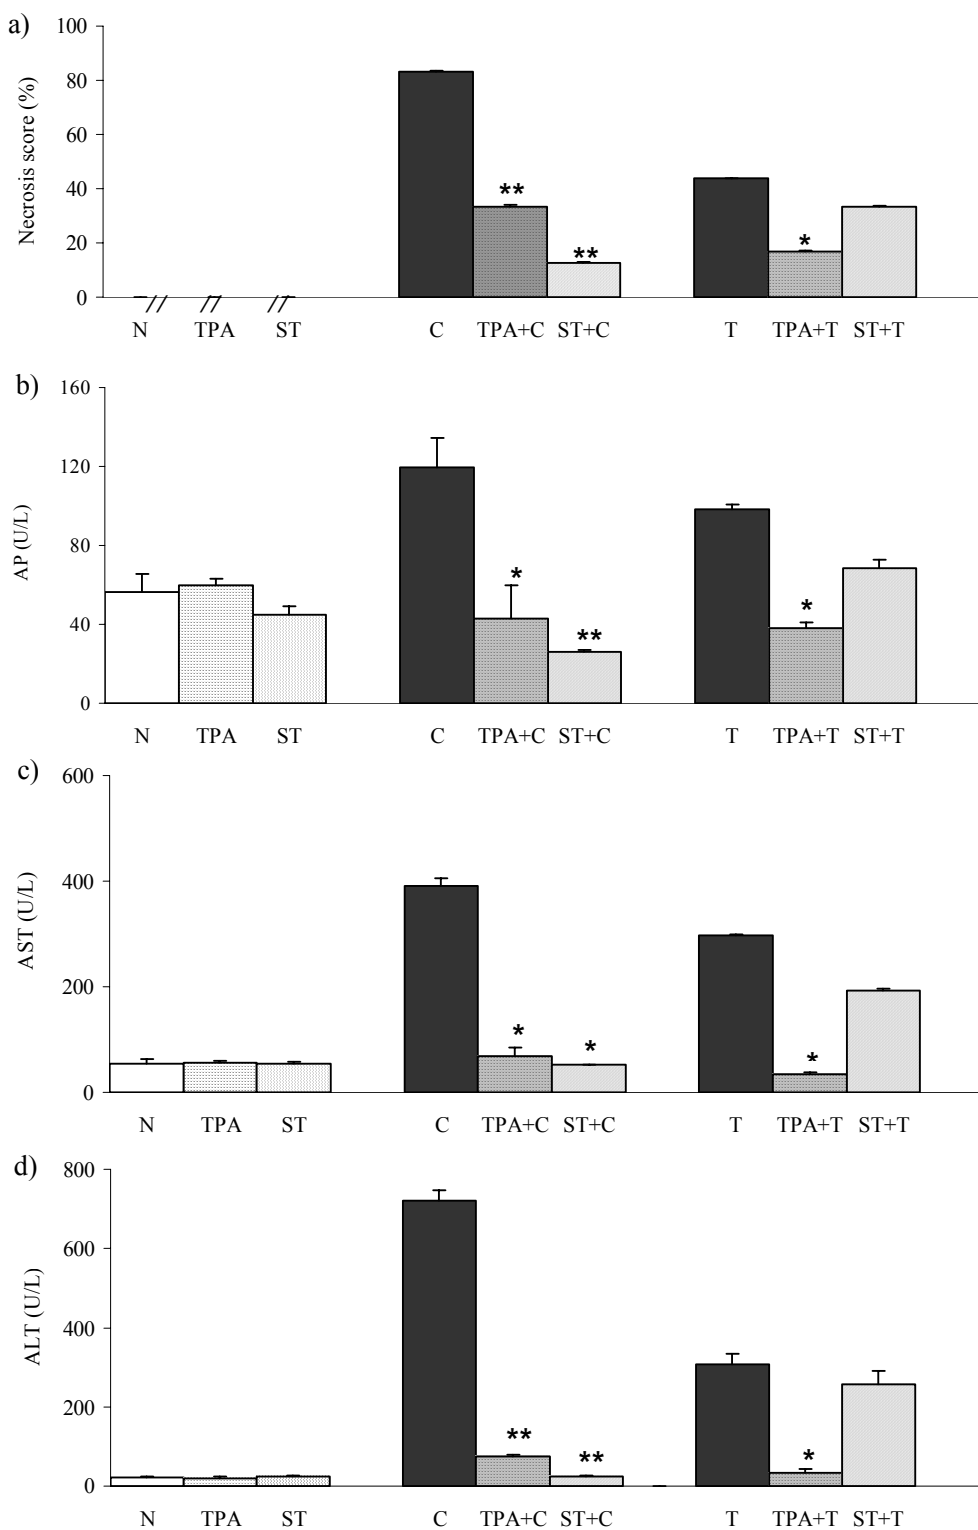 a)
Necrosis score (%)
100
80
60
40
20
0
** ** *
N TPA ST C TPA+C ST+C T TPA+T ST+T
b)
AP (U/L)
160
120
80
40
0
* ** *
N TPA ST C TPA+C ST+C T TPA+T ST+T
c)
AST (U/L)
600
400
200
0
* * *
N TPA ST C TPA+C ST+C T TPA+T ST+T
d)
ALT (U/L)
800
600
400
200
0
** ** *
N TPA ST C TPA+C ST+C T TPA+T ST+T